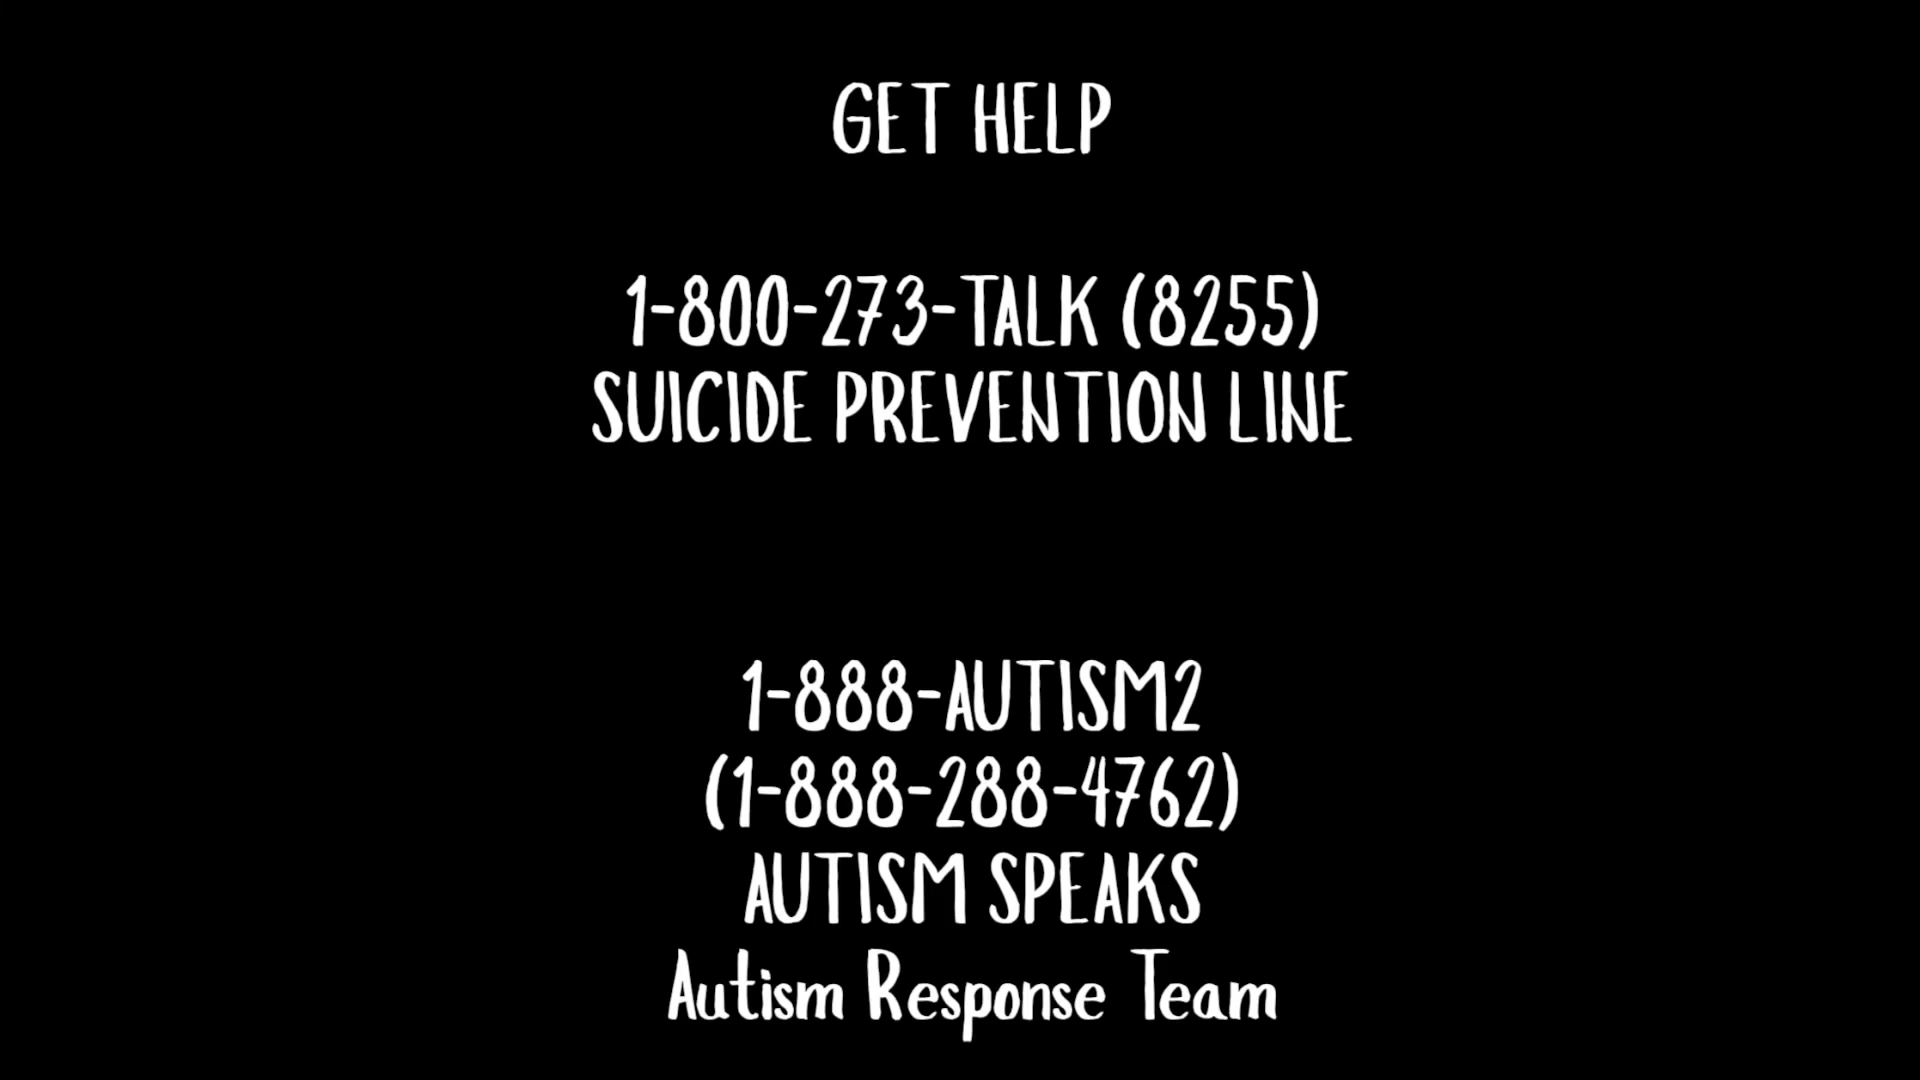 GET HELP
1-800-273-TALK (8255)
SUICIDE PREVENTION LINE
1-888-AUTISM2
(1-888-288-4762)
AUTISM SPEAKS
Autism Response Team